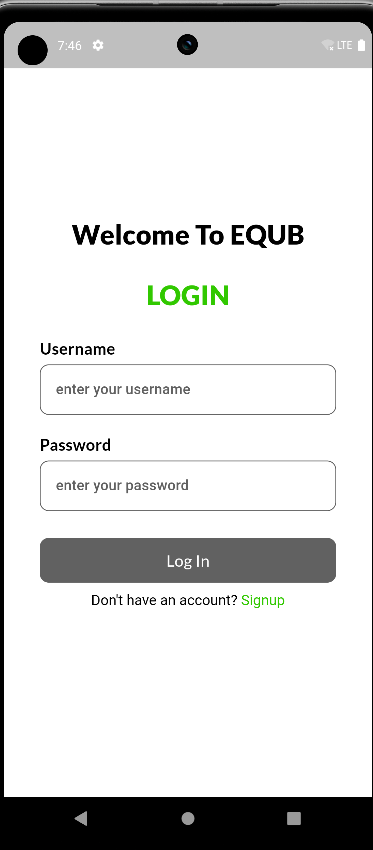 7:46 LTE
Welcome To EQUB
LOGIN
Username
enter your username
Password
enter your password
Log In
Don't have an account? Signup